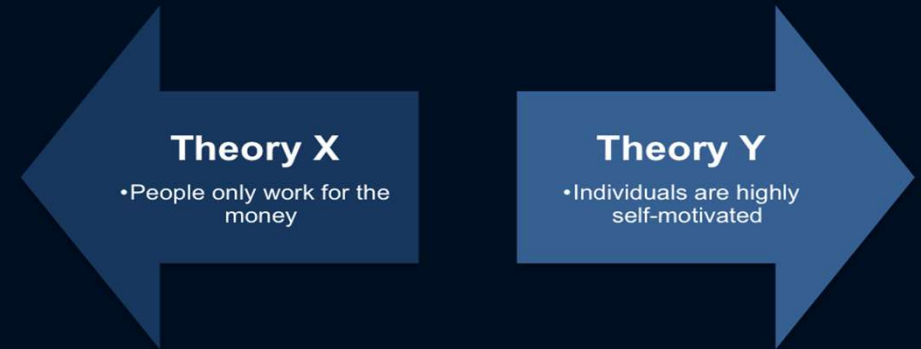 Theory X
•People only work for the
money
Theory Y
•Individuals are highly
self-motivated